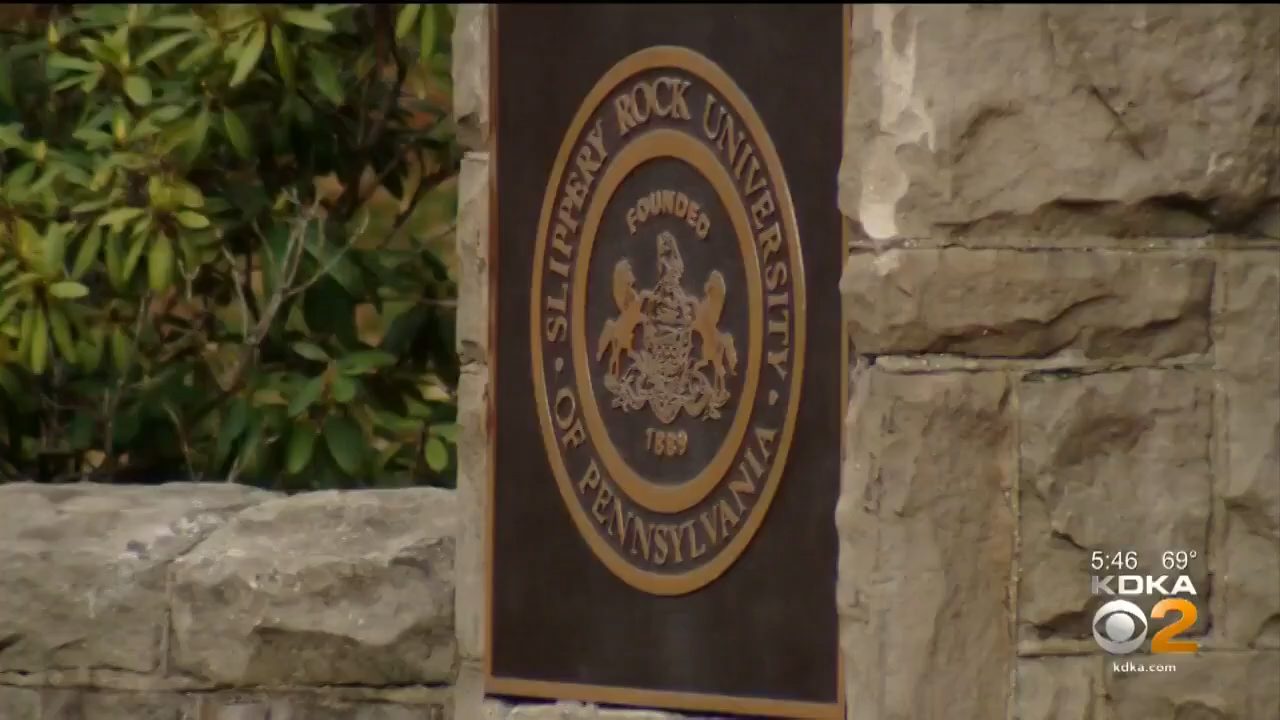 SLIPPERY ROCK UNIVERSITY
OF PENNSYLVANIA
FOUNDED
1889
5:46 69°
KDKA
2
kdka.com